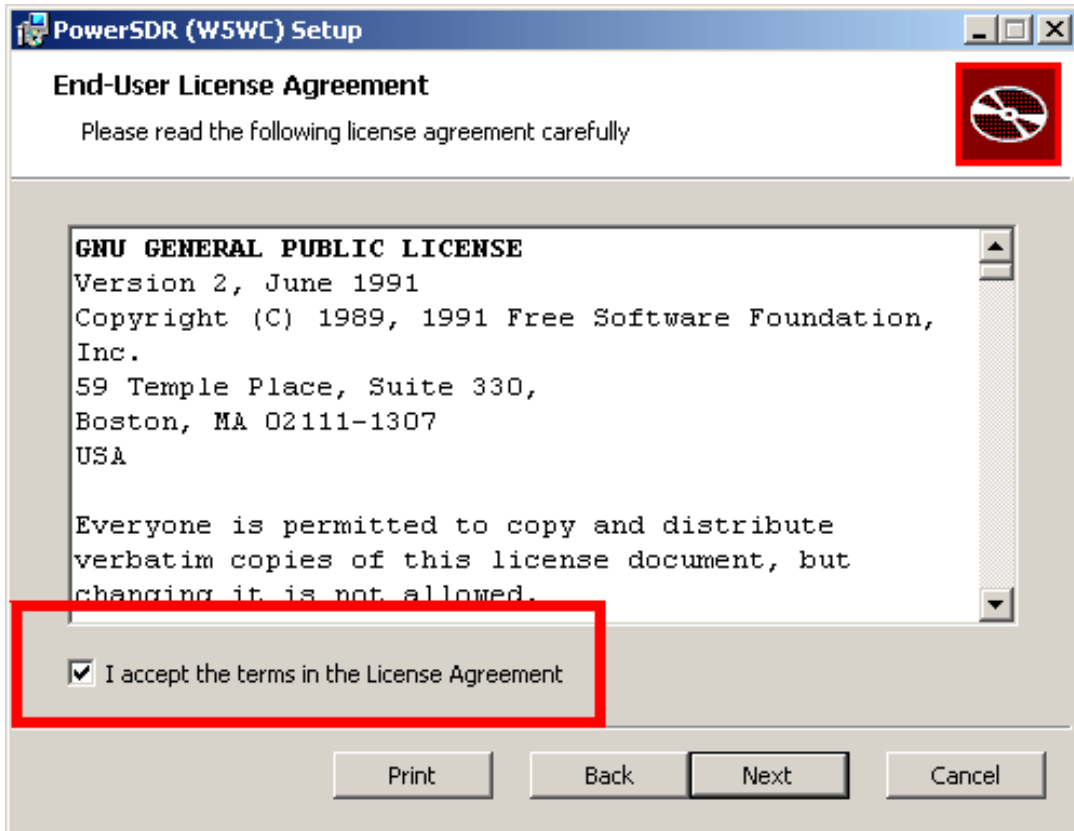 PowerSDR (W5WC) Setup
End-User License Agreement
Please read the following license agreement carefully
GNU GENERAL PUBLIC LICENSE
Version 2, June 1991
Copyright (C) 1989, 1991 Free Software Foundation,
Inc.
59 Temple Place, Suite 330,
Boston, MA 02111-1307
USA
Everyone is permitted to copy and distribute
verbatim copies of this license document, but
changing it is not allowed.
I accept the terms in the License Agreement
Print
Back
Next
Cancel